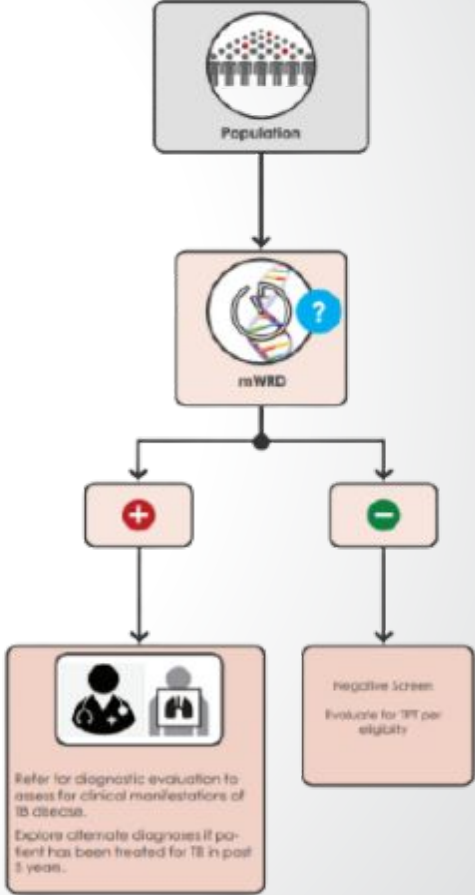 Population
?
mWRD
+
−
Refer for diagnostic evaluation to
assess for clinical manifestations of
TB disease.
Explore alternate diagnoses if pa-
tient has been treated for TB in past
5 years.
Negative Screen
Evaluate for TPT per
eligibility